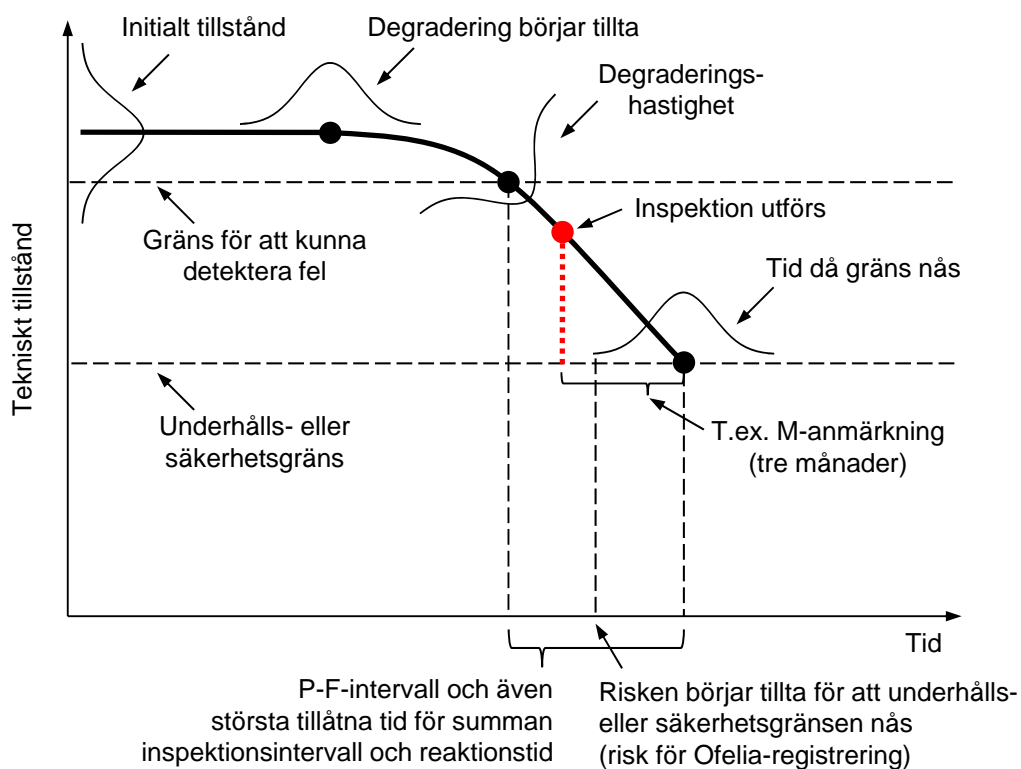 Initialt tillstånd
Degradering börjar tillta
Degraderings-
hastighet
Inspektion utförs
Gräns för att kunna
detektera fel
Tid då gräns nås
Tekniskt tillstånd
Underhålls- eller
säkerhetsgräns
T.ex. M-anmärkning
(tre månader)
Tid
P-F-intervall och även
största tillåtna tid för summan
inspektionsintervall och reaktionstid
Risken börjar tillta för att underhålls-
eller säkerhetsgränsen nås
(risk för Ofelia-registrering)